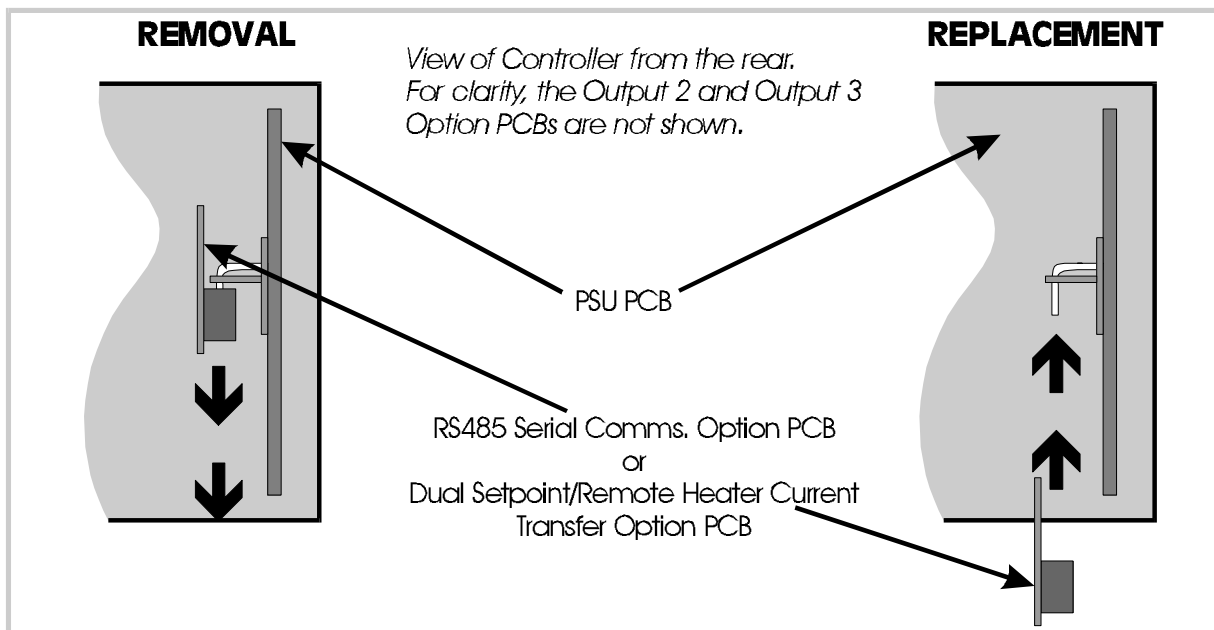 REMOVAL
View of Controller from the rear.
For clarity, the Output 2 and Output 3
Option PCBs are not shown.
REPLACEMENT
PSU PCB
RS485 Serial Comms. Option PCB
or
Dual Setpoint/Remote Heater Current
Transfer Option PCB